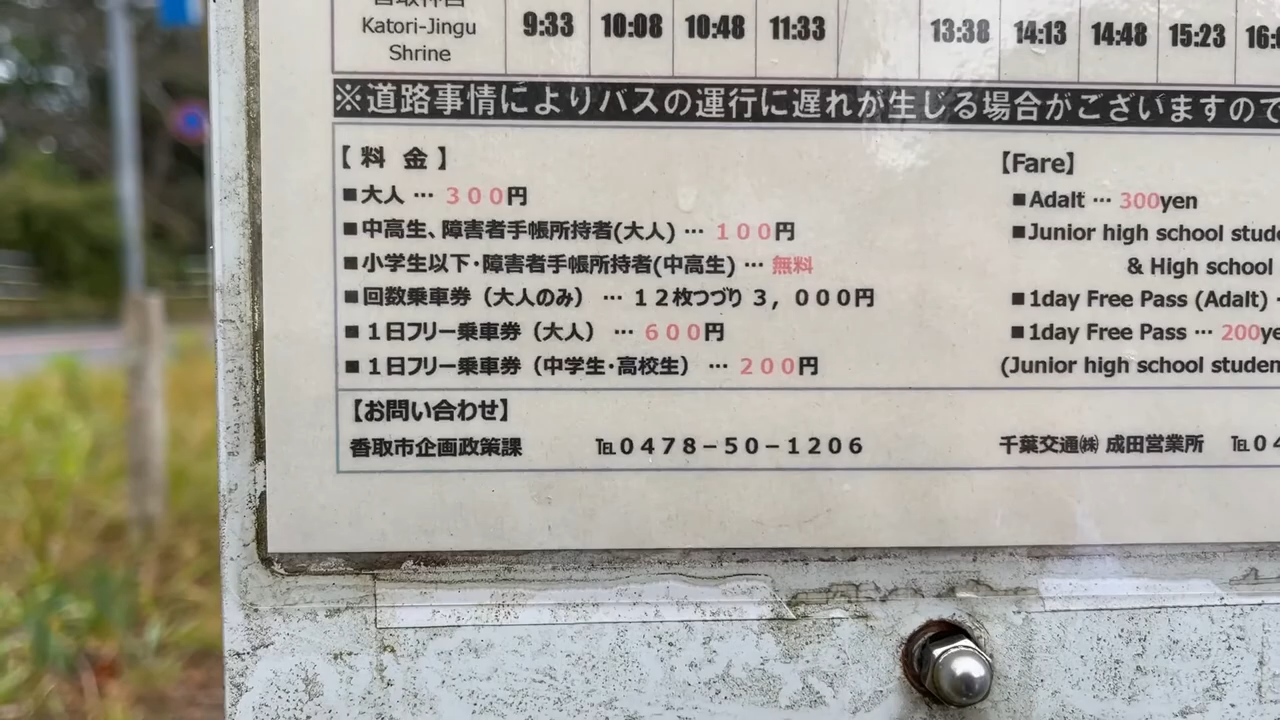 Katori-Jingu 9:33 10:08 10:48 11:33 13:38 14:13 14:48 15:23
Shrine
※道路事情によりバスの運行に遅れが生じる場合がございますので
【料 金】
■大人 … 300円
■中高生、障害者手帳所持者(大人) … 100円
■小学生以下・障害者手帳所持者(中高生) … 無料
■回数乗車券（大人のみ） … 12枚つづり 3，000円
■1日フリー乗車券（大人） … 600円
■1日フリー乗車券（中学生・高校生） … 200円
【Fare】
■Adalt … 300yen
■Junior high school
& High school
■1day Free Pass (Adalt)
■1day Free Pass … 200
(Junior high school
【お問い合わせ】
香取市企画政策課 ℡0478－50－1206
千葉交通㈱ 成田営業所 ℡0